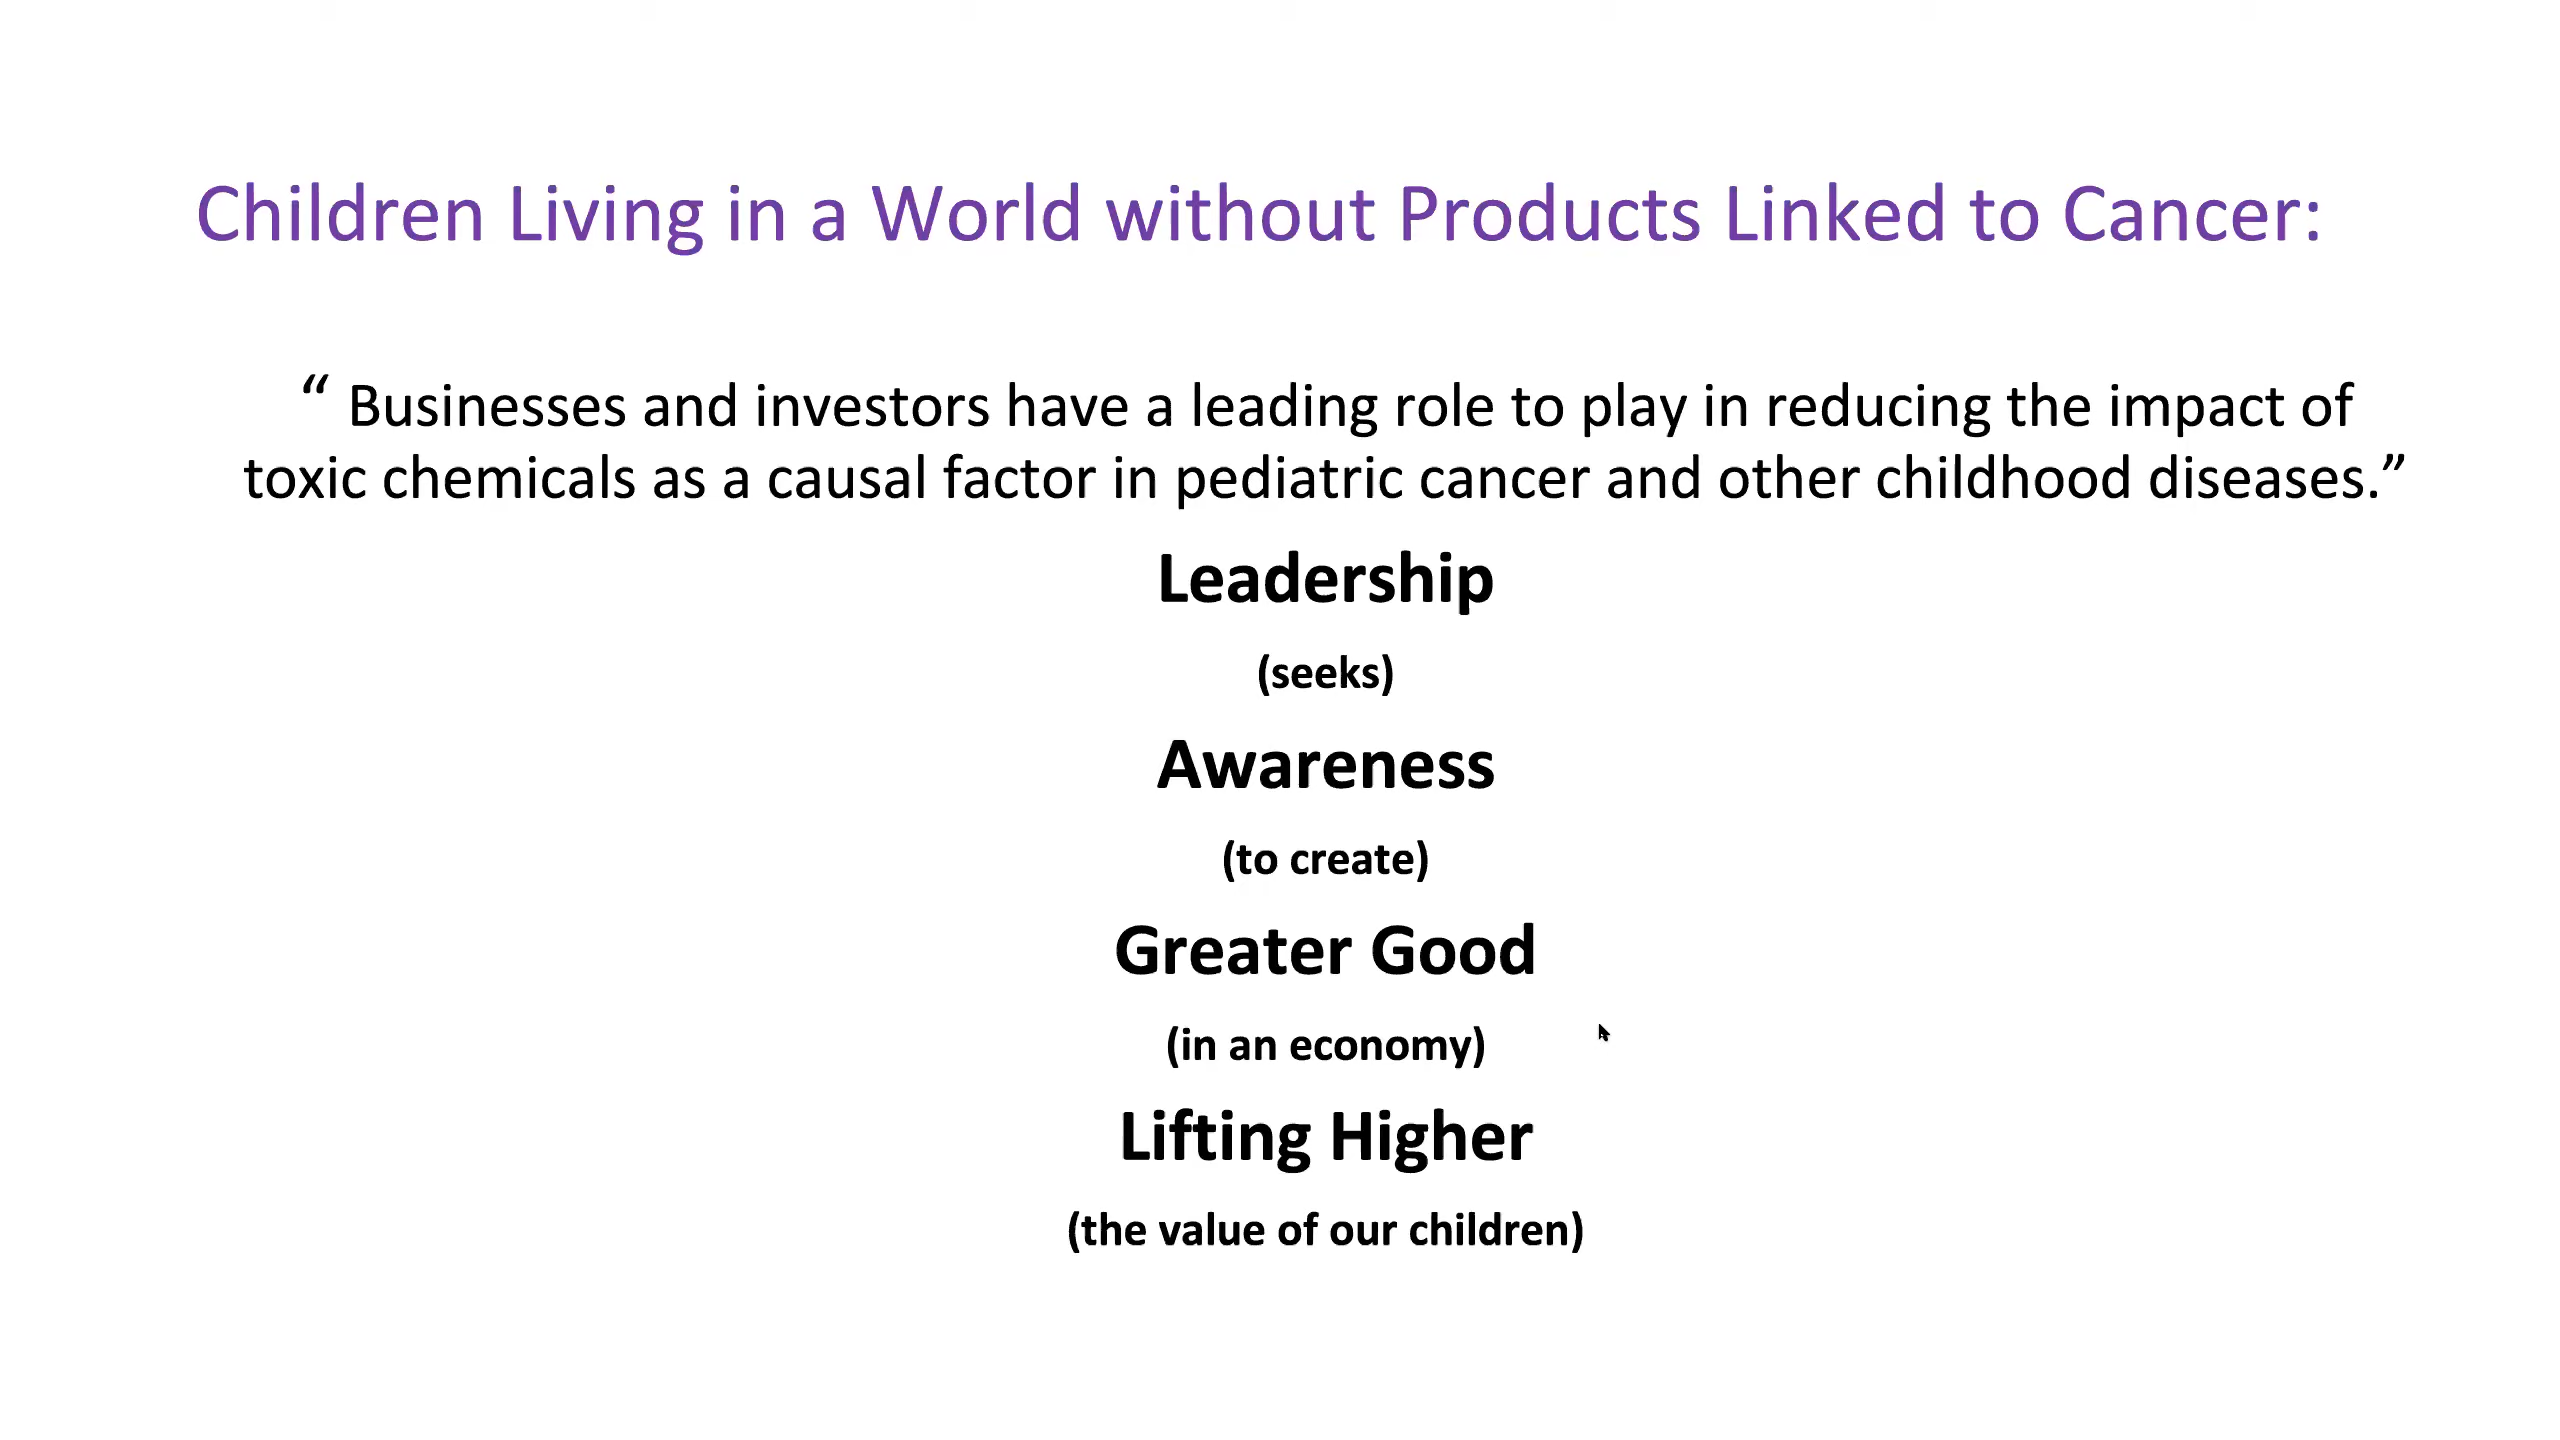 Children Living in a World without Products Linked to Cancer:
“ Businesses and investors have a leading role to play in reducing the impact of
toxic chemicals as a causal factor in pediatric cancer and other childhood diseases.”
Leadership
(seeks)
Awareness
(to create)
Greater Good
(in an economy)
Lifting Higher
(the value of our children)